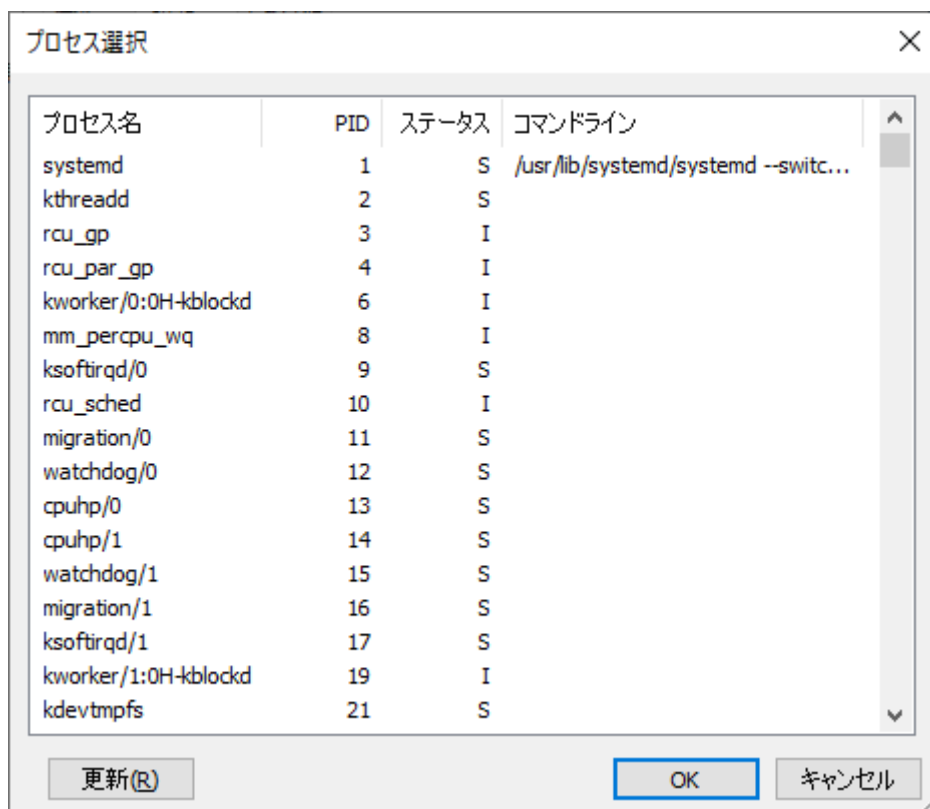 プロセス選択
プロセス名 PID ステータス コマンドライン
systemd 1 S /usr/lib/systemd/systemd --switc...
kthreadd 2 S
rcu_gp 3 I
rcu_par_gp 4 I
kworker/0:0H-kblockd 6 I
mm_percpu_wq 8 I
ksoftirqd/0 9 S
rcu_sched 10 I
migration/0 11 S
watchdog/0 12 S
cpuhp/0 13 S
cpuhp/1 14 S
watchdog/1 15 S
migration/1 16 S
ksoftirqd/1 17 S
kworker/1:0H-kblockd 19 I
kdevtmpfs 21 S
更新(R) OK キャンセル